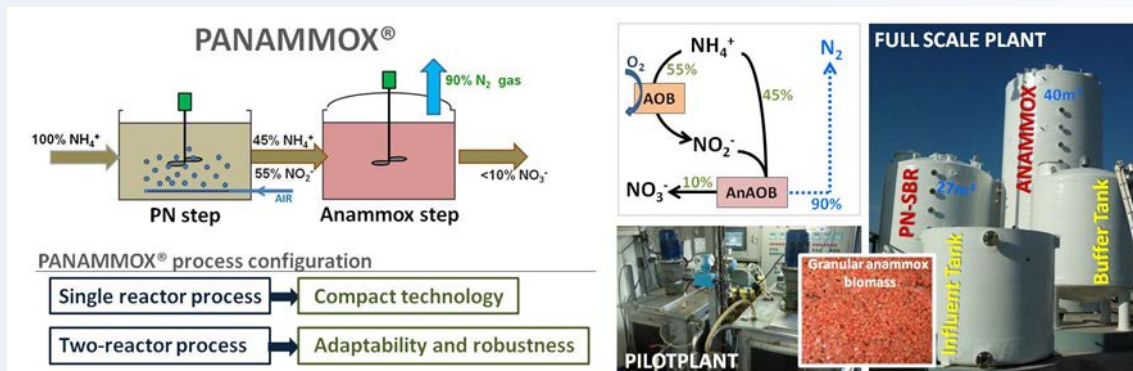 PANAMMOX®
100% NH₄⁺
45% NH₄⁺
55% NO₂⁻
AIR
90% N₂ gas
<10% NO₃⁻
PN step
Anammox step
PANAMMOX® process configuration
Single reactor process
Compact technology
Two-reactor process
Adaptability and robustness
NH₄⁺
N₂
O₂
55%
AOB
45%
NO₂⁻
NO₃⁻
10%
AnAOB
90%
PILOTPLANT
Granular anammox
biomass
FULL SCALE PLANT
ANAMMOX
40m³
PN-SBR
27m³
Influent Tank
Buffer Tank